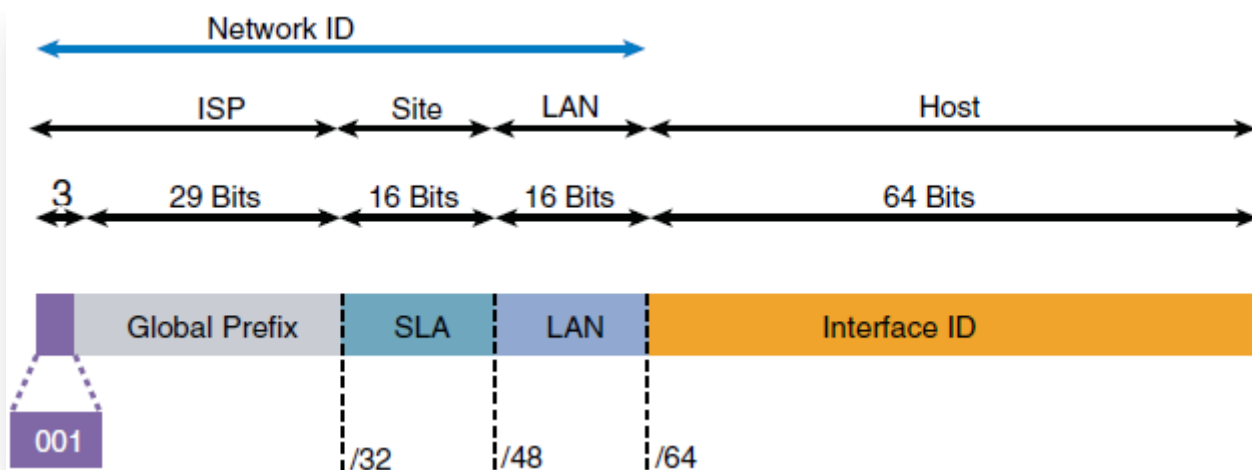 Network ID
ISP Site LAN Host
3 29 Bits 16 Bits 16 Bits 64 Bits
Global Prefix SLA LAN Interface ID
001
/32 /48 /64